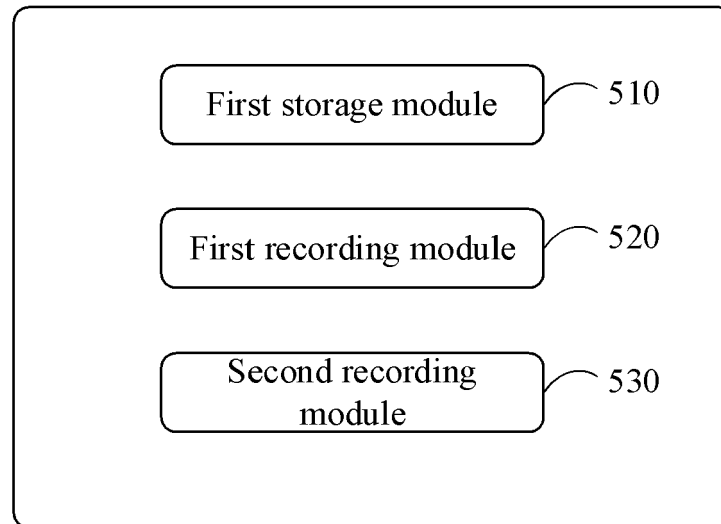 First storage module
510
First recording module
520
Second recording
module
530